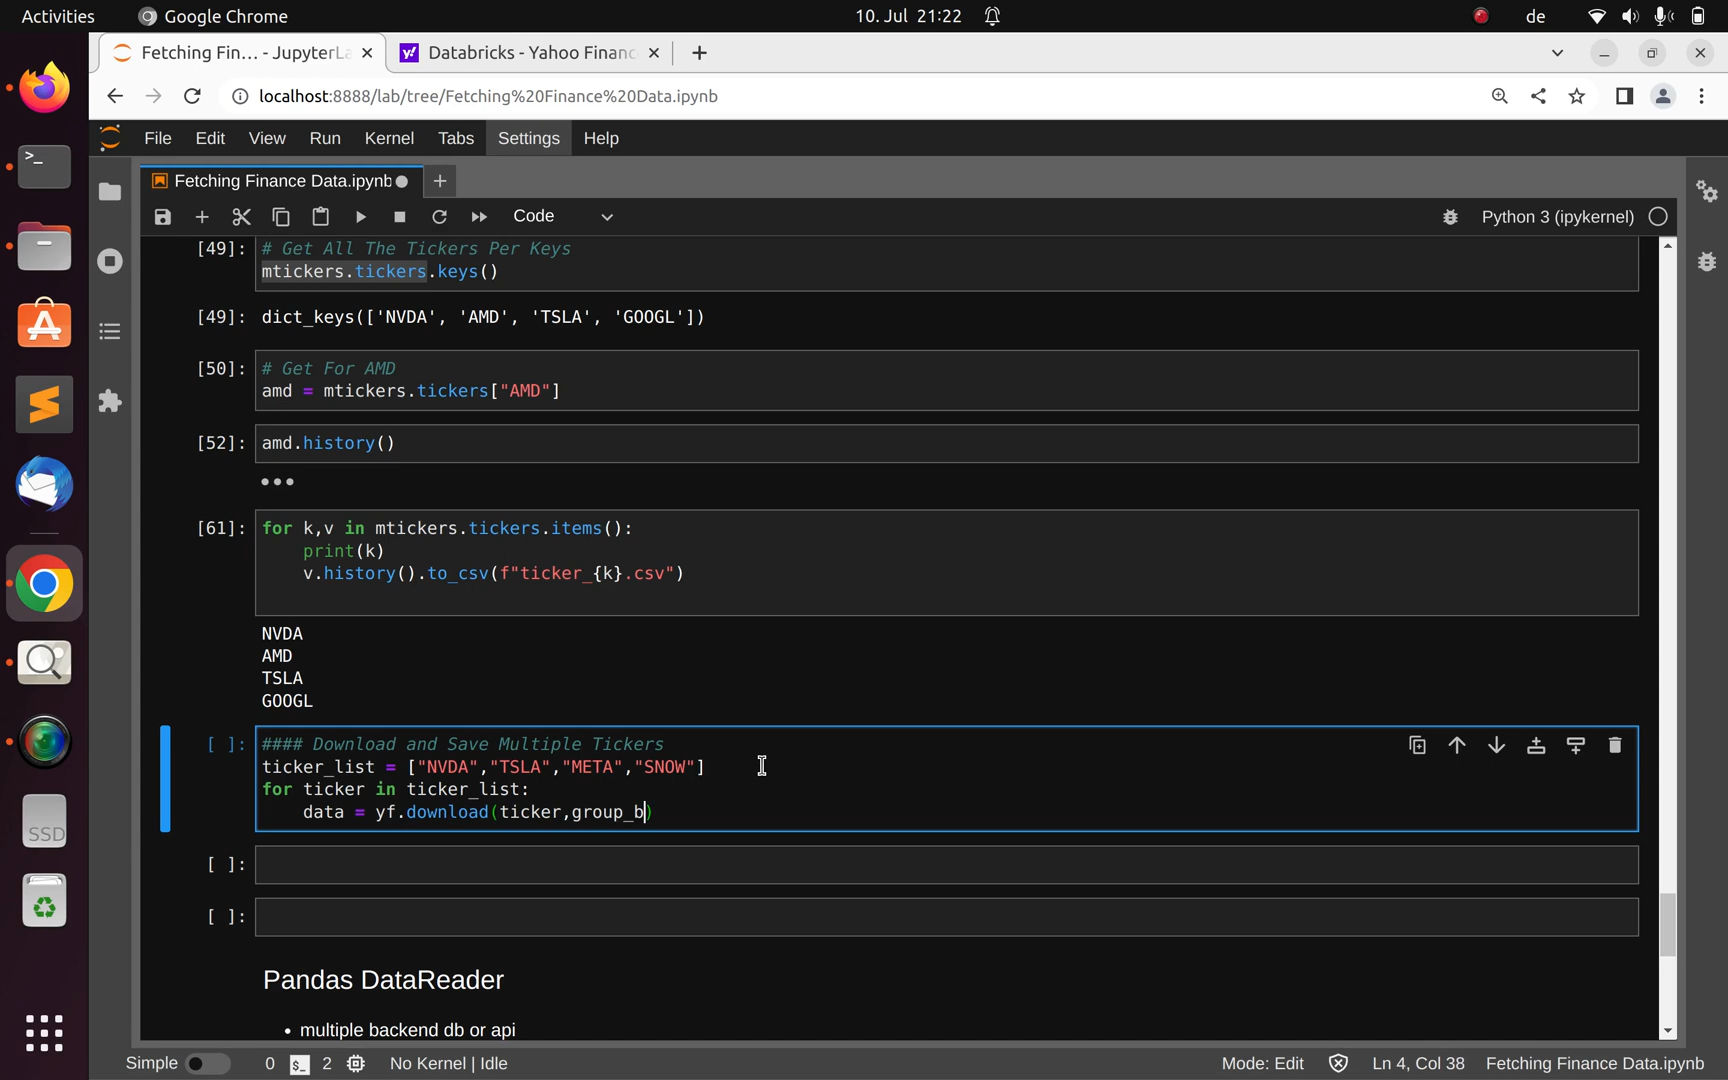 Activities
Google Chrome
10. Jul 21:22
de
Fetching Fin... - JupyterLa
Databricks - Yahoo Financ
localhost:8888/lab/tree/Fetching%20Finance%20Data.ipynb
File Edit View Run Kernel Tabs Settings Help
Fetching Finance Data.ipynb
Code
Python 3 (ipykernel)
[49]: # Get All The Tickers Per Keys
mtickers.tickers.keys()
[49]: dict_keys(['NVDA', 'AMD', 'TSLA', 'GOOGL'])
[50]: # Get For AMD
amd = mtickers.tickers["AMD"]
[52]: amd.history()
[61]: for k,v in mtickers.tickers.items():
print(k)
v.history().to_csv(f"ticker_{k}.csv")
NVDA
AMD
TSLA
GOOGL
[ ]: #### Download and Save Multiple Tickers
ticker_list = ["NVDA","TSLA","META","SNOW"]
for ticker in ticker_list:
data = yf.download(ticker,group_b)
[ ]:
[ ]:
Pandas DataReader
• multiple backend db or api
SSD
Simple 0 $_ 2 No Kernel | Idle
Mode: Edit Ln 4, Col 38 Fetching Finance Data.ipynb